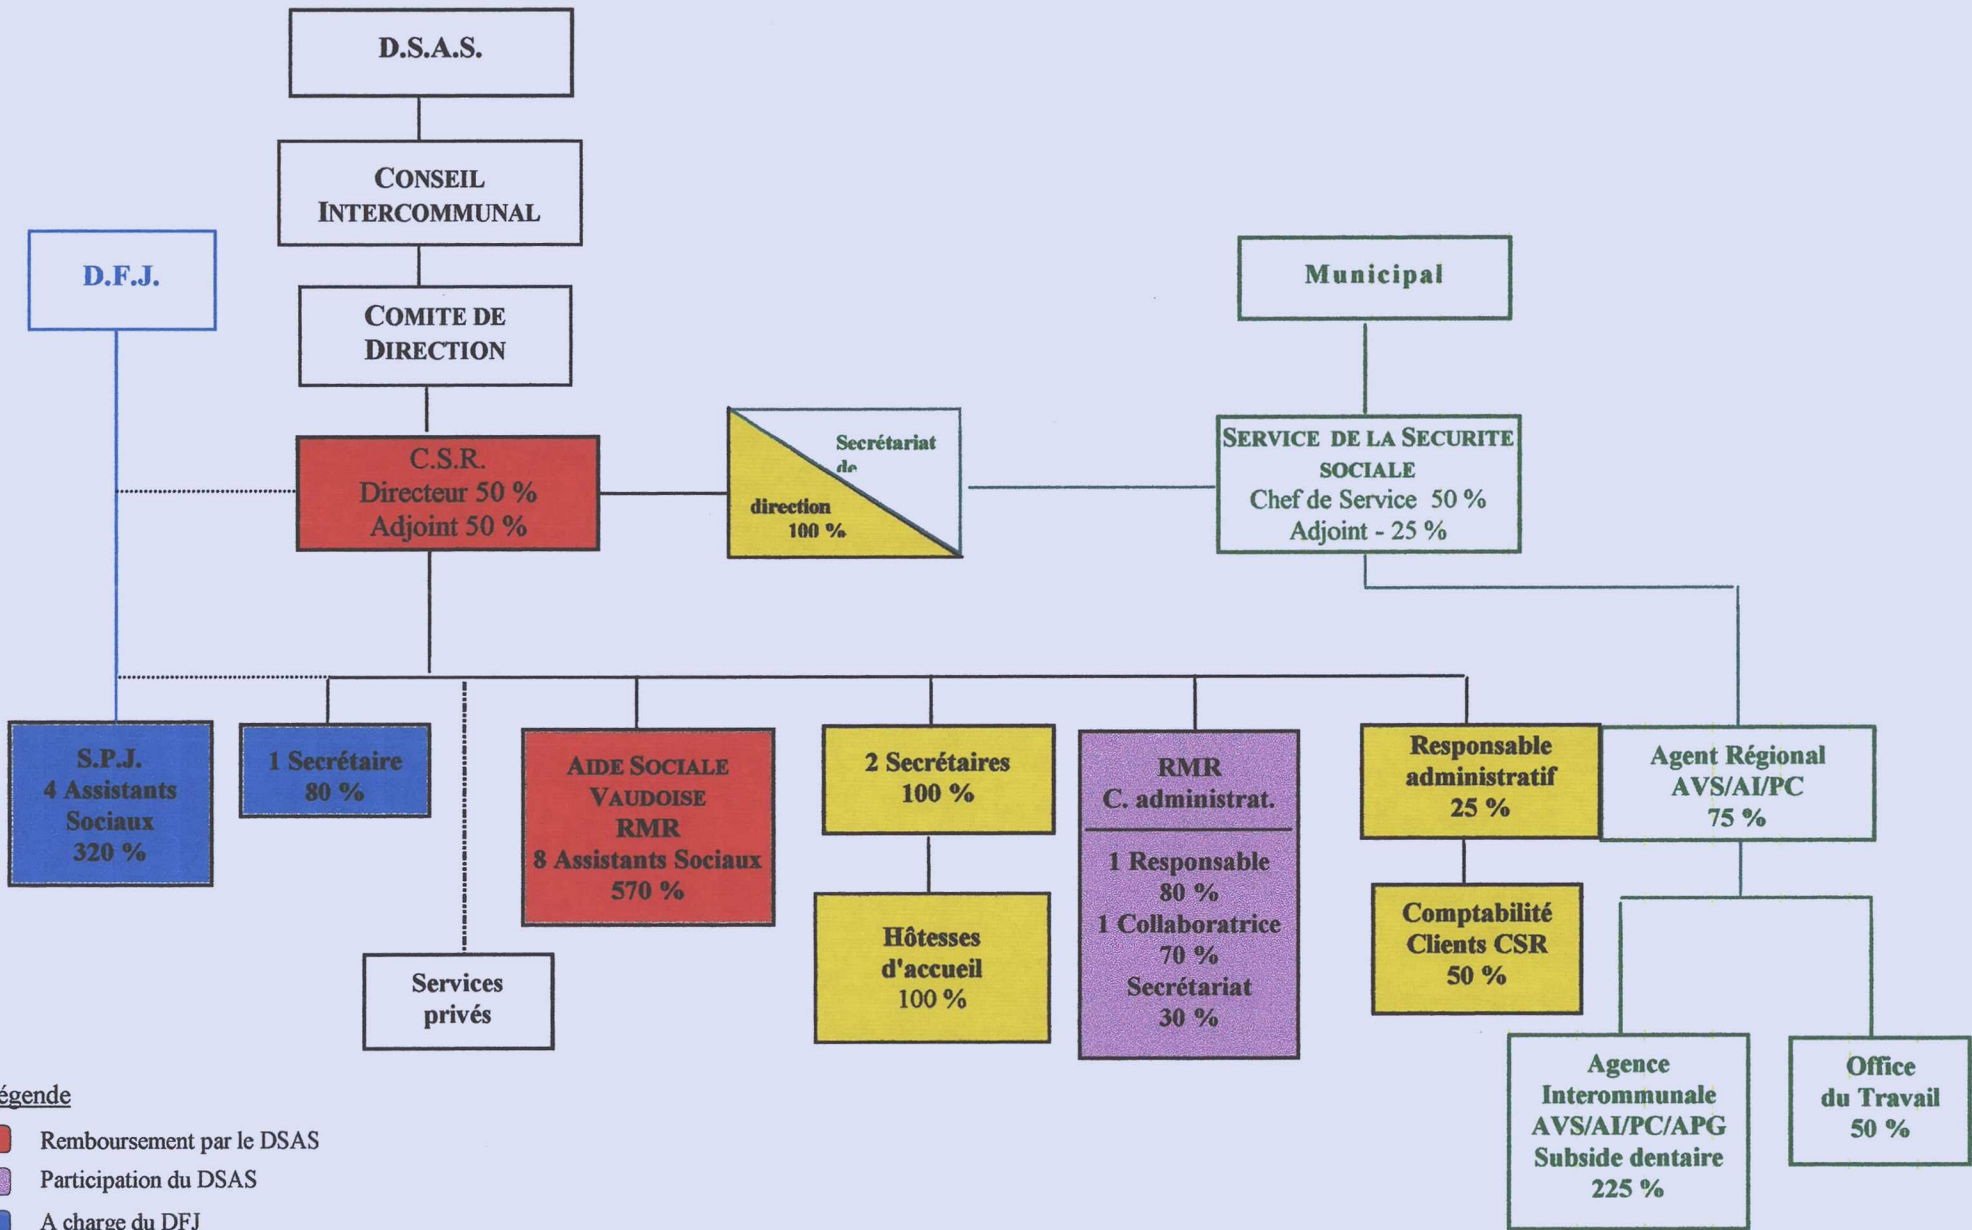 D.S.A.S.
CONSEIL
INTERCOMMUNAL
D.F.J.
COMITE DE
DIRECTION
Municipal
C.S.R.
Directeur 50 %
Adjoint 50 %
Secrétariat
de
direction
100 %
SERVICE DE LA SECURITE
SOCIALE
Chef de Service 50 %
Adjoint - 25 %
S.P.J.
4 Assistants
Sociaux
320 %
1 Secrétaire
80 %
AIDE SOCIALE
VAUDOISE
RMR
8 Assistants Sociaux
570 %
2 Secrétaires
100 %
RMR
C. administrat.
1 Responsable
80 %
1 Collaboratrice
70 %
Secrétariat
30 %
Responsable
administratif
25 %
Agent Régional
AVS/AI/PC
75 %
Services
privés
Hôtesses
d'accueil
100 %
Comptabilité
Clients CSR
50 %
Agence
Interommunale
AVS/AI/PC/APG
Subside dentaire
225 %
Office
du Travail
50 %
égende
Remboursement par le DSAS
Participation du DSAS
A charge du DFJ